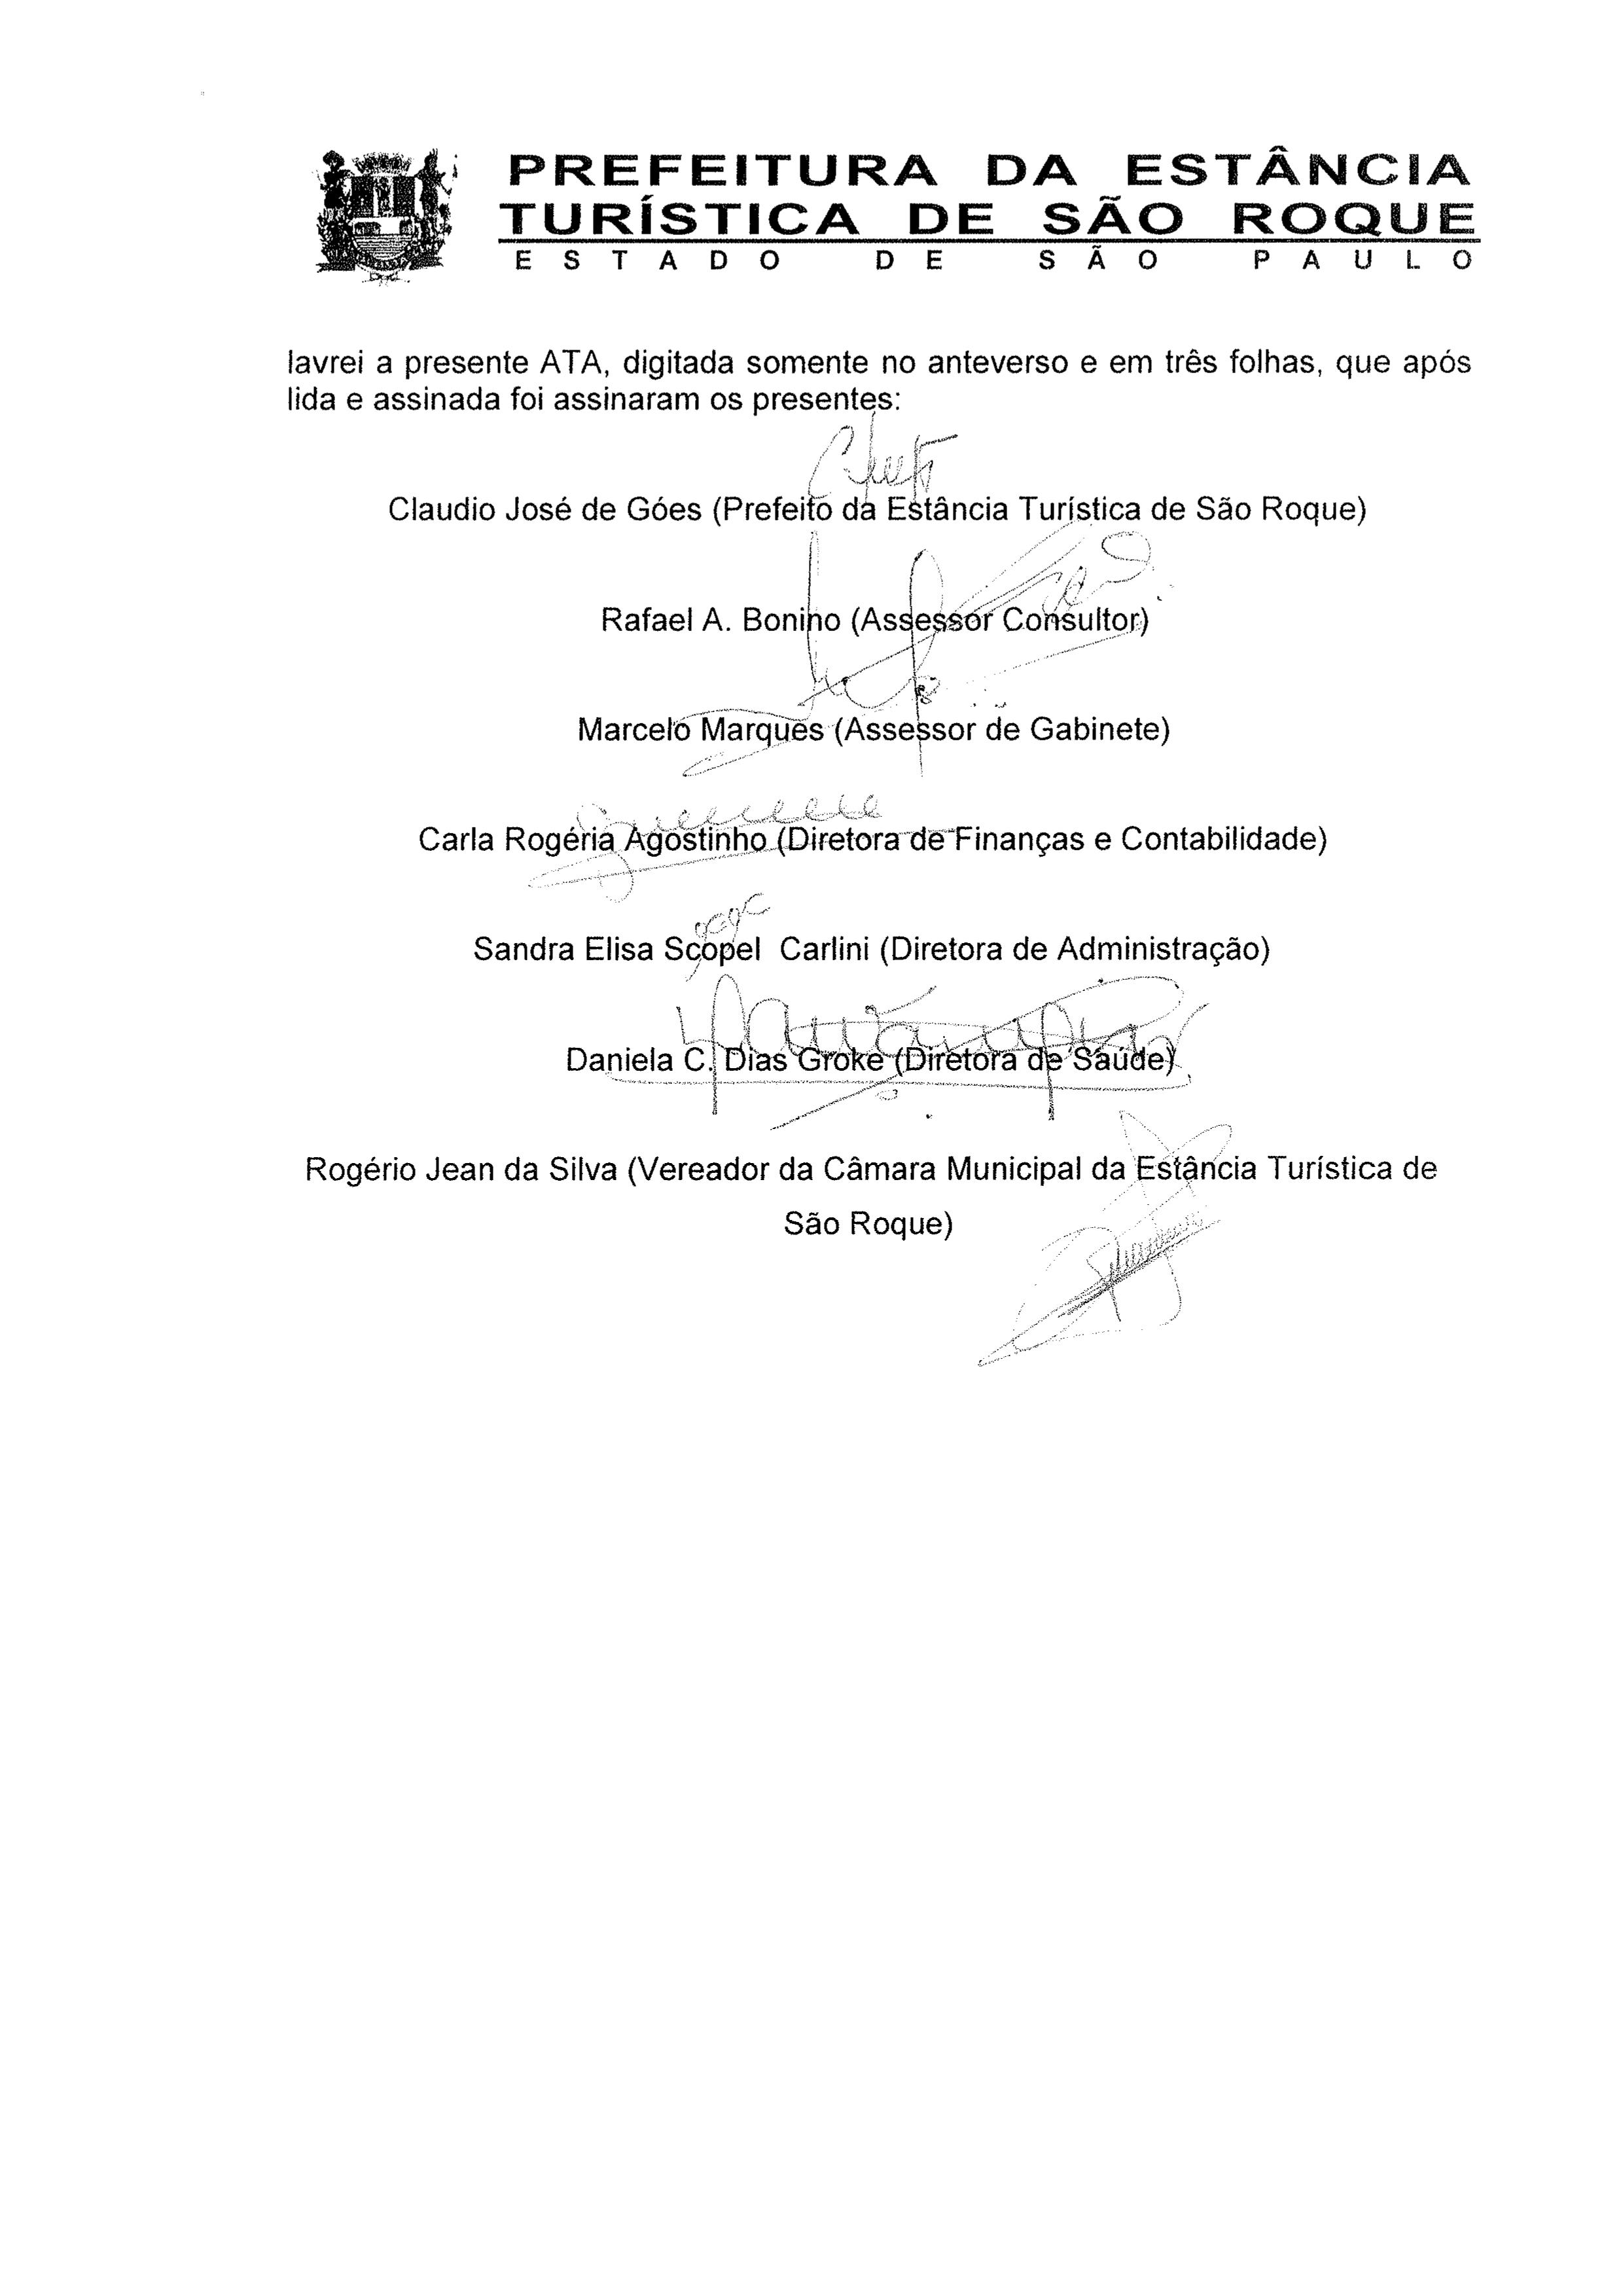 PREFEITURA DA ESTÂNCIA
TURÍSTICA DE SÃO ROQUE
ESTADO DE SÃO PAULO
lavrei a presente ATA, digitada somente no anteverso e em três folhas, que após
lida e assinada foi assinaram os presentes:
Claudio José de Góes (Prefeito da Estância Turística de São Roque)
Rafael A. Bonino (Assessor Consultor)
Marcelo Marques (Assessor de Gabinete)
Carla Rogéria Agostinho (Diretora de Finanças e Contabilidade)
Sandra Elisa Scopel Carlini (Diretora de Administração)
Daniela C. Dias Groke (Diretora de Saúde)
Rogério Jean da Silva (Vereador da Câmara Municipal da Estância Turística de
São Roque)